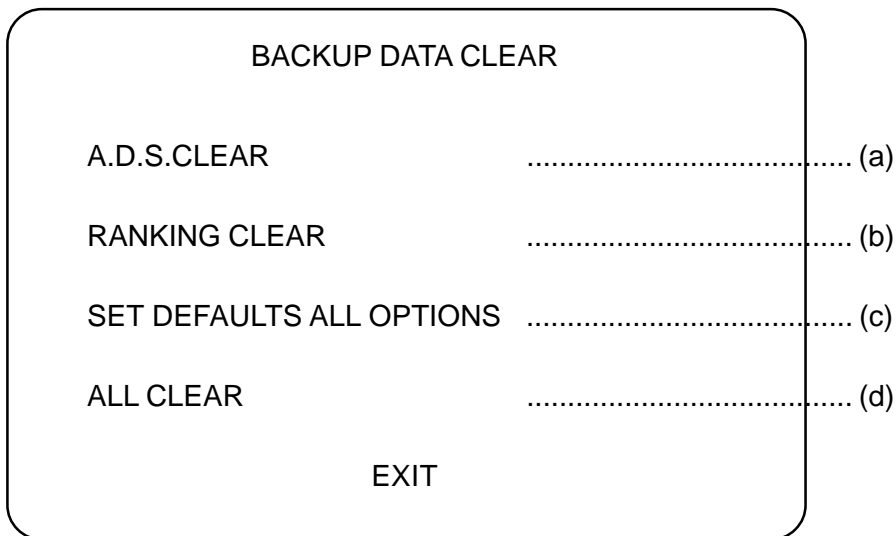 BACKUP DATA CLEAR
A.D.S.CLEAR ........................................ (a)
RANKING CLEAR ........................................ (b)
SET DEFAULTS ALL OPTIONS ........................................ (c)
ALL CLEAR ........................................ (d)
EXIT